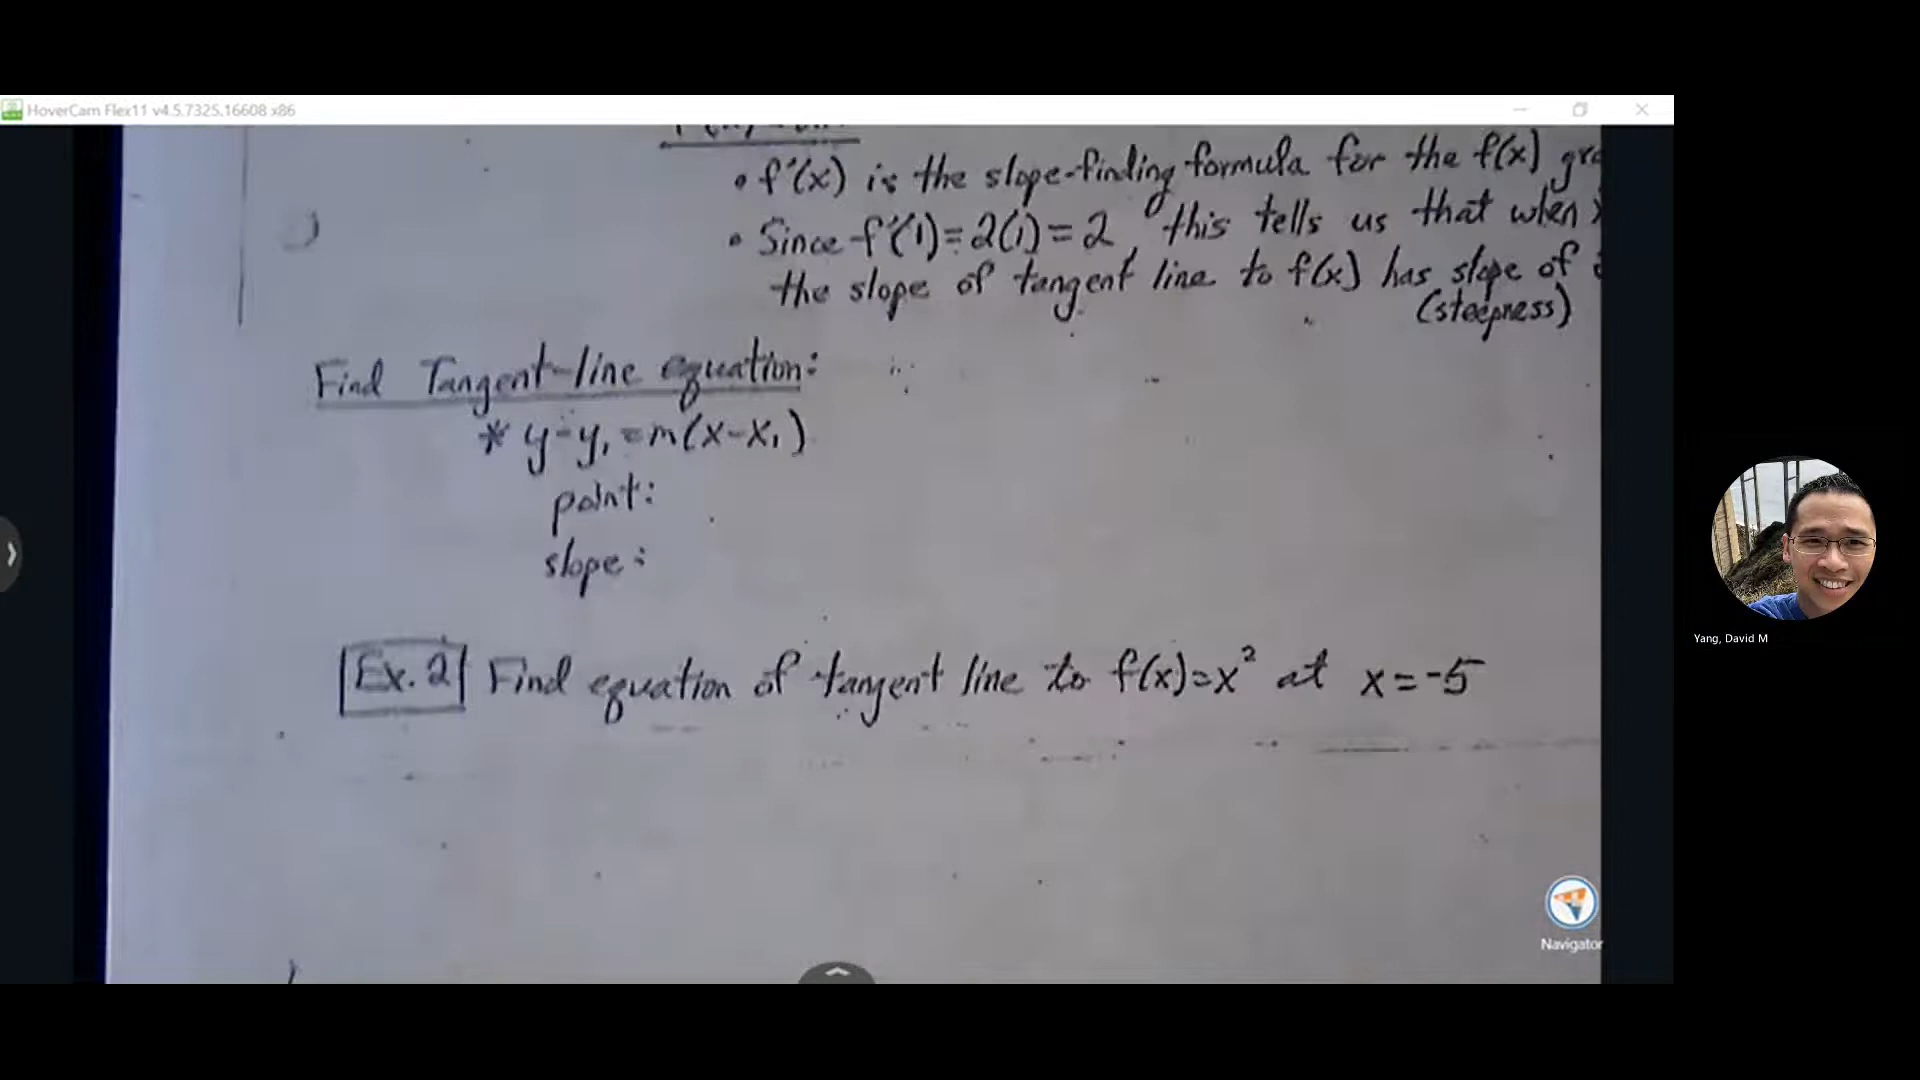 HoverCam Flex11 v4.5.7325.16608 x86
• f'(x) is the slope-finding formula for the f(x)
• Since f'(1)=2(1)=2, this tells us that when
the slope of tangent line to f(x) has slope of
(steepness)
Find Tangent-line equation:
* y-y₁=m(x-x₁)
point:
slope:
Ex. 2 Find equation of tangent line to f(x)=x² at x=-5
Navigator
Yang, David M